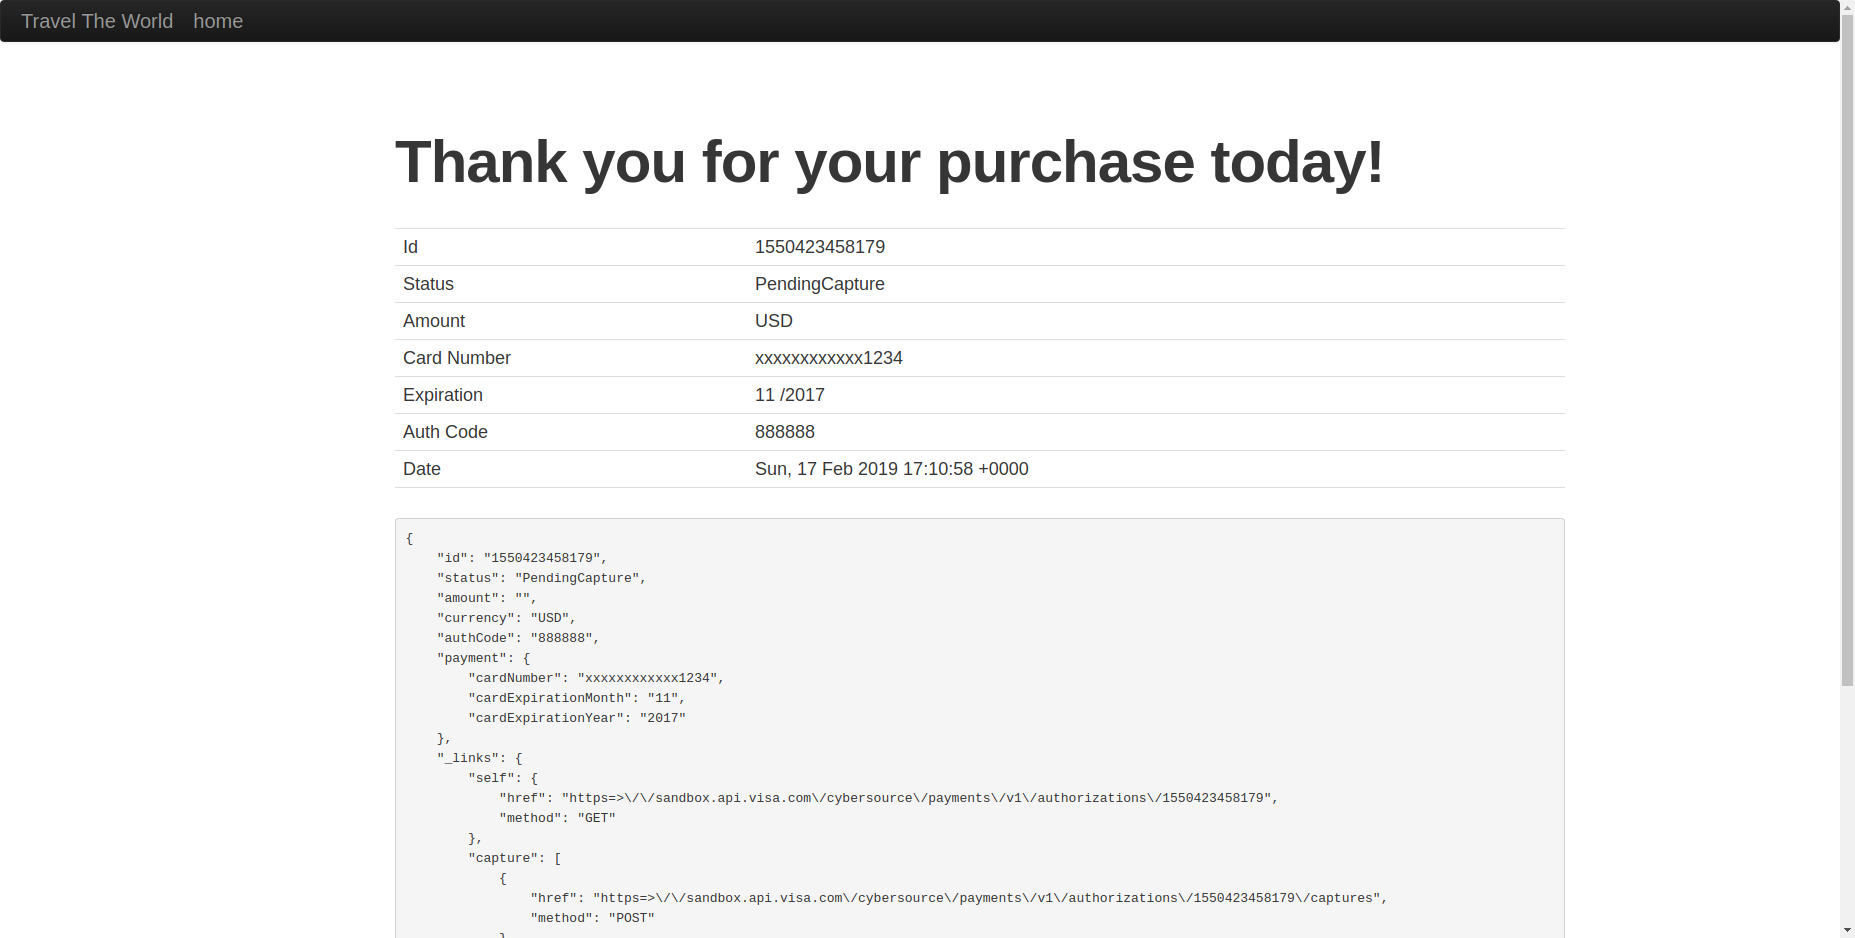 Travel The World home
Thank you for your purchase today!
Id 1550423458179
Status PendingCapture
Amount USD
Card Number xxxxxxxxxxxx1234
Expiration 11 /2017
Auth Code 888888
Date Sun, 17 Feb 2019 17:10:58 +0000
{
    "id": "1550423458179",
    "status": "PendingCapture",
    "amount": "",
    "currency": "USD",
    "authCode": "888888",
    "payment": {
        "cardNumber": "xxxxxxxxxxxx1234",
        "cardExpirationMonth": "11",
        "cardExpirationYear": "2017"
    },
    "_links": {
        "self": {
            "href": "https=>\/\/sandbox.api.visa.com\/cybersource\/payments\/v1\/authorizations\/1550423458179",
            "method": "GET"
        },
        "capture": [
            {
                "href": "https=>\/\/sandbox.api.visa.com\/cybersource\/payments\/v1\/authorizations\/1550423458179\/captures",
                "method": "POST"
            }